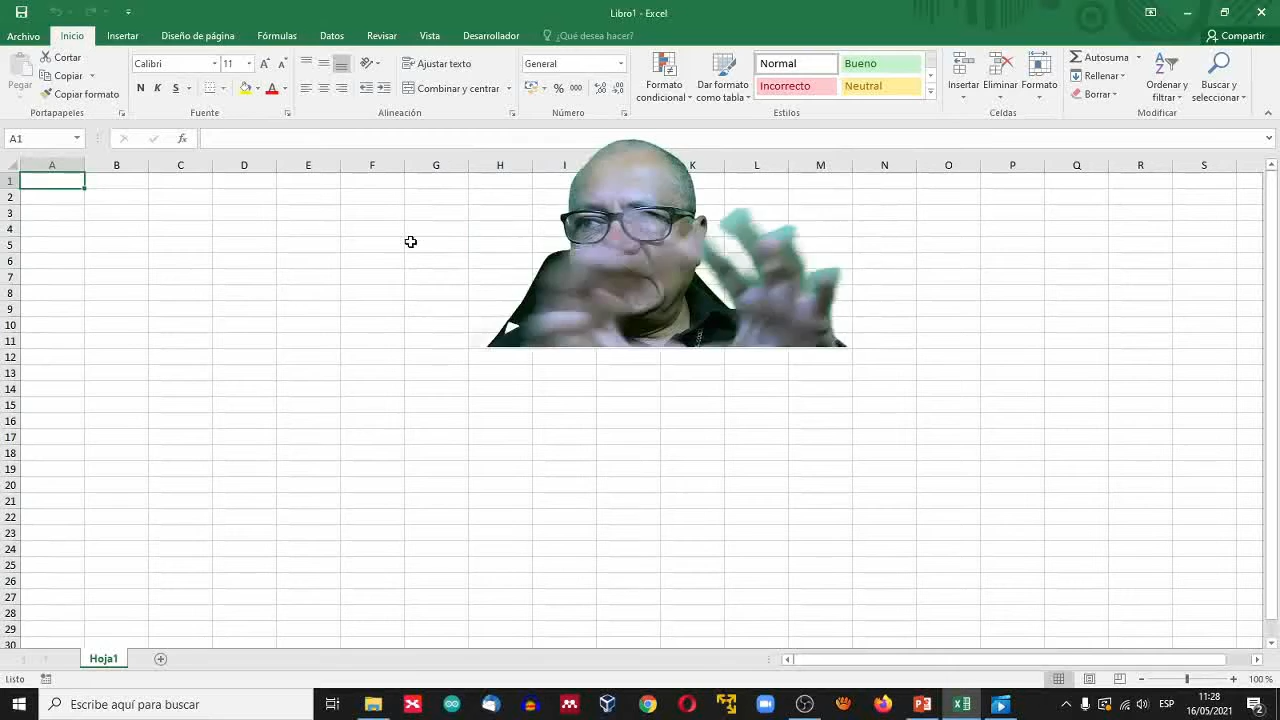 Libro1 - Excel
Archivo Inicio Insertar Diseño de página Fórmulas Datos Revisar Vista Desarrollador ¿Qué desea hacer? Compartir
Pegar
Cortar
Copiar
Copiar formato
Portapapeles
Calibri 11
N K S
Fuente
Ajustar texto
Combinar y centrar
Alineación
General
% 000
Número
Formato condicional
Dar formato como tabla
Normal Bueno
Incorrecto Neutral
Estilos
Insertar Eliminar Formato
Celdas
Autosuma
Rellenar
Borrar
Ordenar y filtrar
Buscar y seleccionar
Modificar
A1 fx
A B C D E F G H I K L M N O P Q R S
1
2
3
4
5
6
7
8
9
10
11
12
13
14
15
16
17
18
19
20
21
22
23
24
25
26
27
28
29
30
Hoja1
Listo 100 %
Escribe aquí para buscar ESP 11:28
16/05/2021